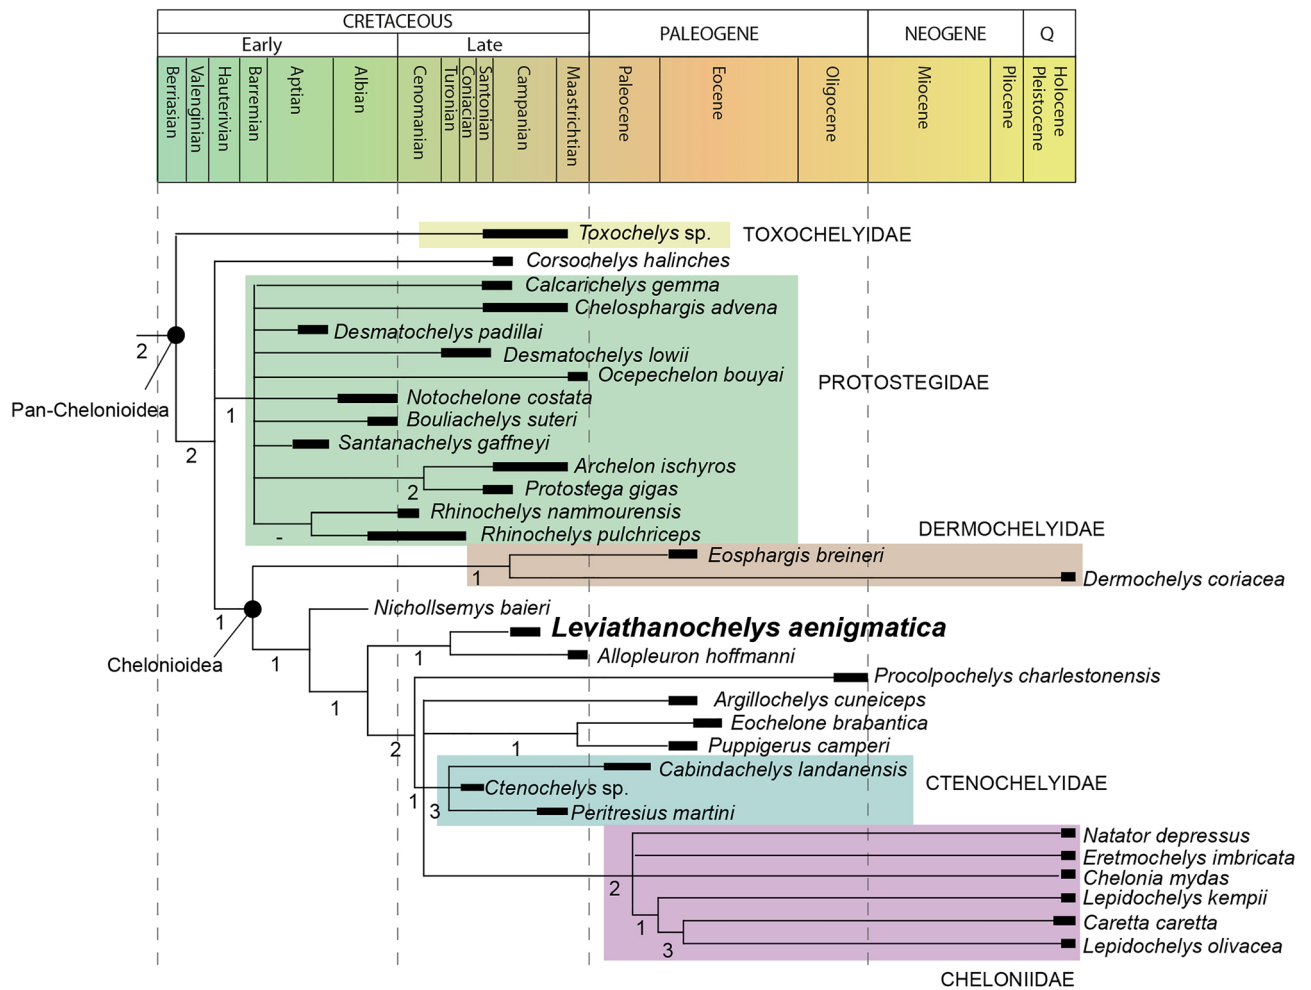 CRETACEOUS
PALEOGENE
NEOGENE
Q
Early
Late
Berriasian
Valenginian
Hauterivian
Barremian
Aptian
Albian
Cenomanian
Turonian
Coniacian
Santonian
Campanian
Maastrichtian
Paleocene
Eocene
Oligocene
Miocene
Pliocene
Pleistocene
Holocene
Toxochelys sp.
TOXOCHELYIDAE
Corsochelys halinches
Calcarichelys gemma
Chelosphargis advena
Desmatochelys padillai
2
Desmatochelys lowii
Ocepechelon bouyai
PROTOSTEGIDAE
Notochelone costata
Pan-Chelonioidea
1
Bouliachelys suteri
Santanachelys gaffneyi
2
Archelon ischyros
2
Protostega gigas
Rhinochelys nammourensis
DERMOCHELYIDAE
-
Rhinochelys pulchriceps
Eosphargis breineri
1
Dermochelys coriacea
Nichollsemys baieri
1
Leviathanochelys aenigmatica
1
Allopleuron hoffmanni
Chelonioidea
1
Procolpochelys charlestonensis
Argillochelys cuneiceps
1
Eochelone brabantica
2
1
Puppigerus camperi
Cabindachelys landanensis
CTENOCHELYIDAE
Ctenochelys sp.
1
3
Peritresius martini
Natator depressus
Eretmochelys imbricata
Chelonia mydas
2
Lepidochelys kempii
1
Caretta caretta
3
Lepidochelys olivacea
CHELONIIDAE